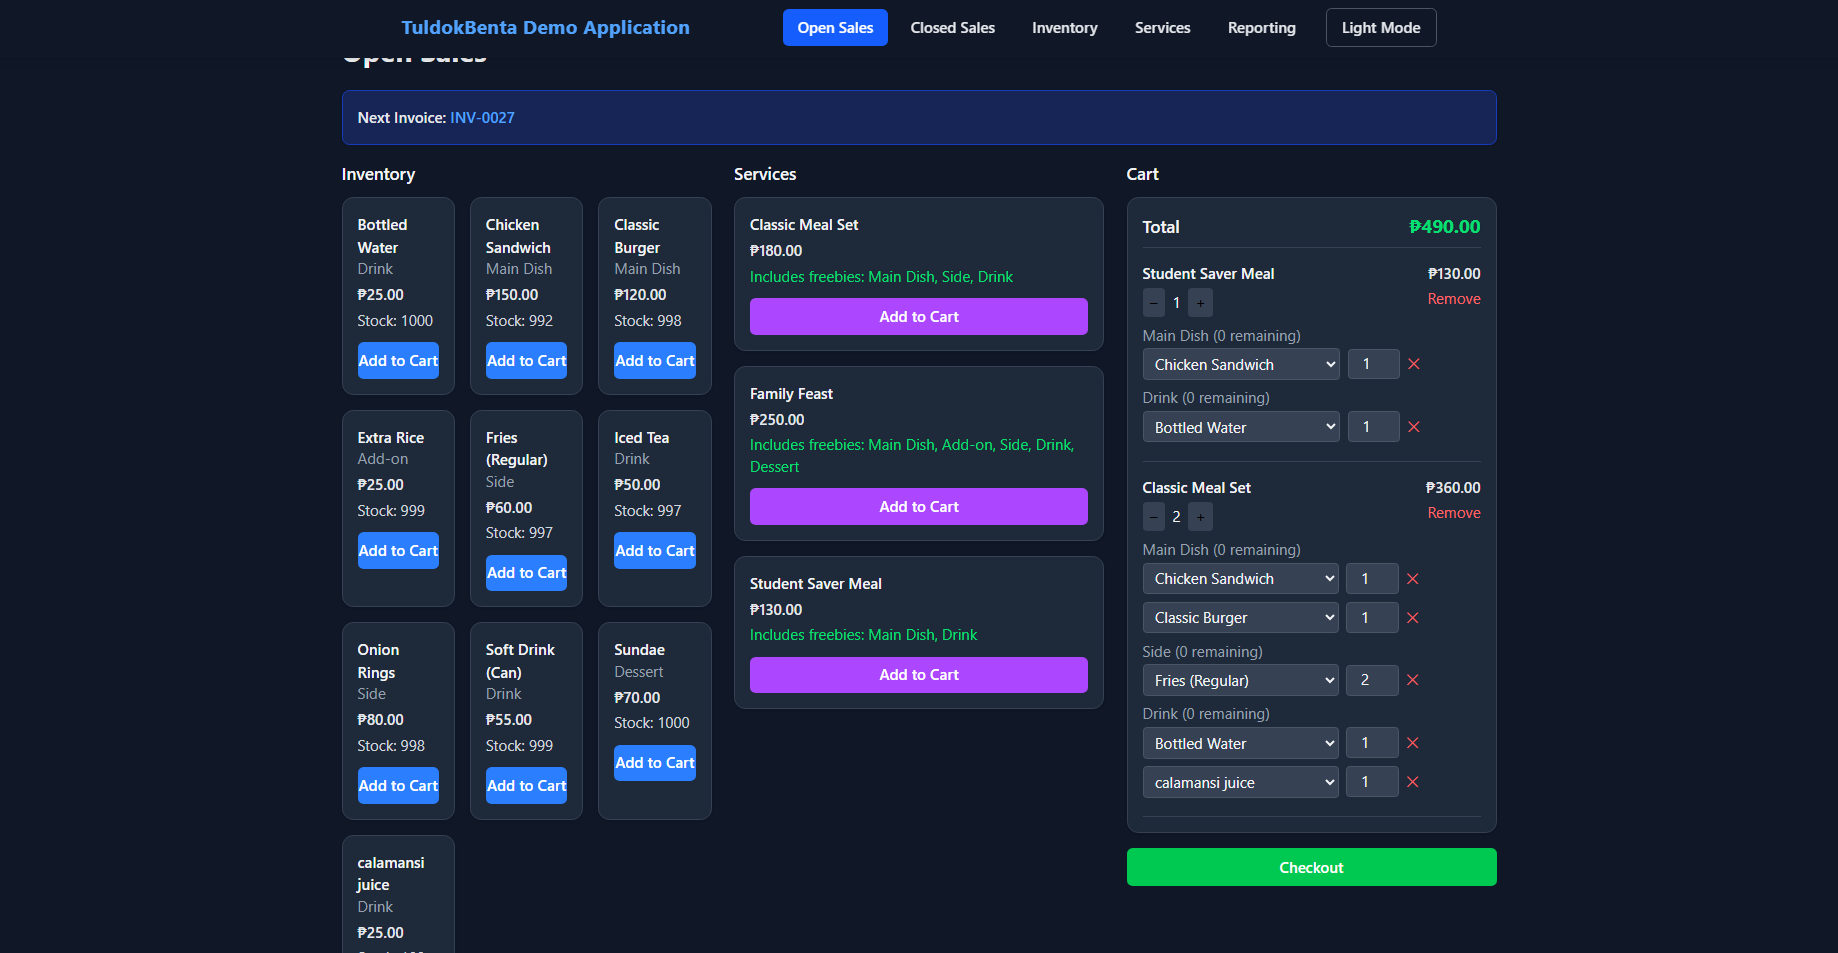 TuldokBenta Demo Application
Open Sales
Closed Sales
Inventory
Services
Reporting
Light Mode
Open Sales
Next Invoice: INV-0027
Inventory
Bottled
Water
Drink
₱25.00
Stock: 1000
Add to Cart
Chicken
Sandwich
Main Dish
₱150.00
Stock: 992
Add to Cart
Classic
Burger
Main Dish
₱120.00
Stock: 998
Add to Cart
Extra Rice
Add-on
₱25.00
Stock: 999
Add to Cart
Fries
(Regular)
Side
₱60.00
Stock: 997
Add to Cart
Iced Tea
Drink
₱50.00
Stock: 997
Add to Cart
Onion
Rings
Side
₱80.00
Stock: 998
Add to Cart
Soft Drink
(Can)
Drink
₱55.00
Stock: 999
Add to Cart
Sundae
Dessert
₱70.00
Stock: 1000
Add to Cart
calamansi
juice
Drink
₱25.00
Services
Classic Meal Set
₱180.00
Includes freebies: Main Dish, Side, Drink
Add to Cart
Family Feast
₱250.00
Includes freebies: Main Dish, Add-on, Side, Drink,
Dessert
Add to Cart
Student Saver Meal
₱130.00
Includes freebies: Main Dish, Drink
Add to Cart
Cart
Total ₱490.00
Student Saver Meal ₱130.00
− 1 + Remove
Main Dish (0 remaining)
Chicken Sandwich 1
Drink (0 remaining)
Bottled Water 1
Classic Meal Set ₱360.00
− 2 + Remove
Main Dish (0 remaining)
Chicken Sandwich 1
Classic Burger 1
Side (0 remaining)
Fries (Regular) 2
Drink (0 remaining)
Bottled Water 1
calamansi juice 1
Checkout